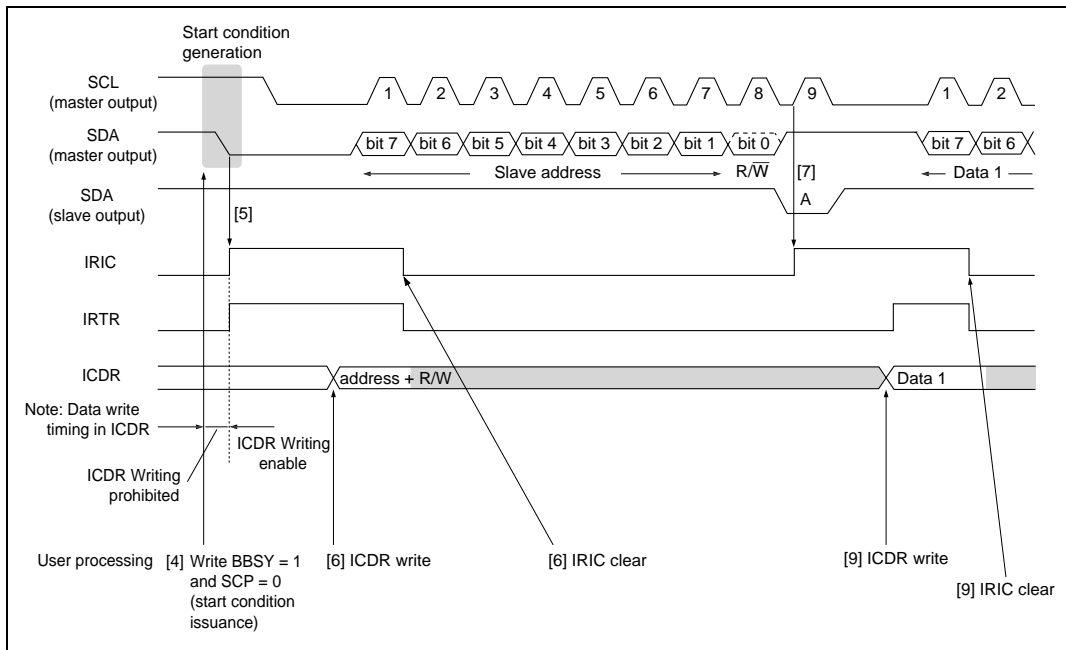 Start condition
generation
SCL
(master output)
1 2 3 4 5 6 7 8 9 1 2
SDA
(master output)
bit 7 bit 6 bit 5 bit 4 bit 3 bit 2 bit 1 bit 0 bit 7 bit 6
Slave address R/W̅ [7] Data 1
SDA
(slave output)
[5] A
IRIC
IRTR
ICDR address + R/W Data 1
Note: Data write
timing in ICDR
ICDR Writing
enable
ICDR Writing
prohibited
User processing [4] Write BBSY = 1
and SCP = 0
(start condition
issuance)
[6] ICDR write
[6] IRIC clear
[9] ICDR write
[9] IRIC clear